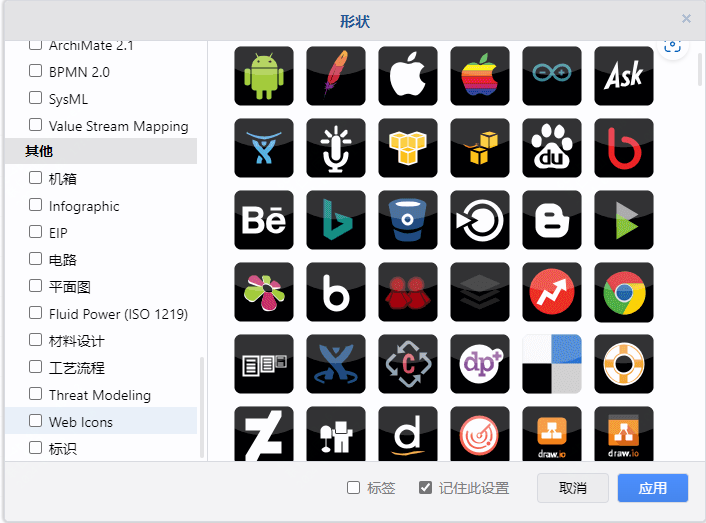 形状
ArchiMate 2.1
BPMN 2.0
SysML
Value Stream Mapping
其他
机箱
Infographic
EIP
电路
平面图
Fluid Power (ISO 1219)
材料设计
工艺流程
Threat Modeling
Web Icons
标识
Ask
du
Bē
b
C
dp+
d
draw.io
draw.io
标签
记住此设置
取消
应用